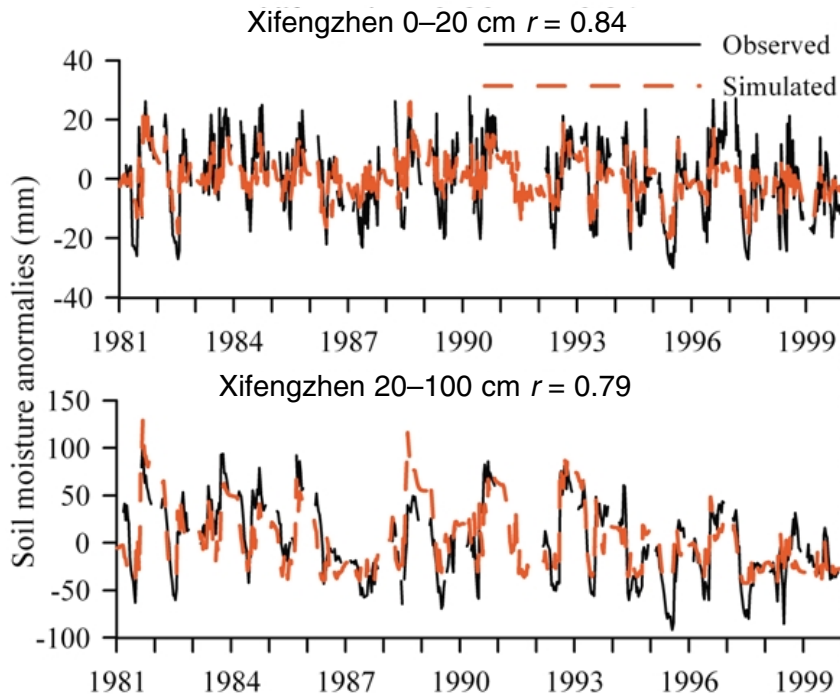 Xifengzhen 0–20 cm r = 0.84
Observed
Simulated
40
20
0
-20
-40
1981 1984 1987 1990 1993 1996 1999
Soil moisture anormalies (mm)
Xifengzhen 20–100 cm r = 0.79
150
100
50
0
-50
-100
1981 1984 1987 1990 1993 1996 1999